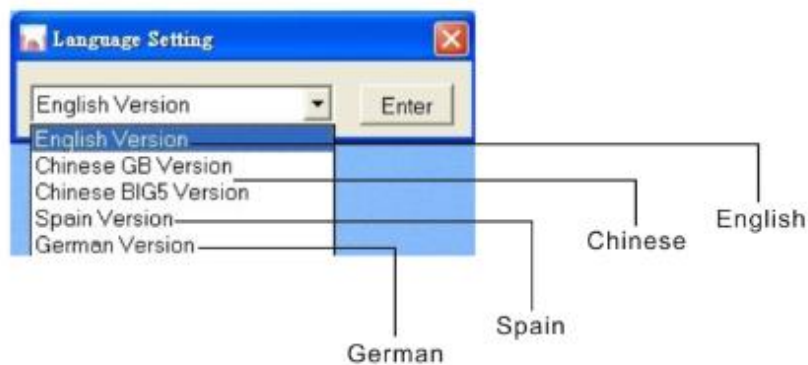 Language Setting
English Version
Enter
English Version
Chinese GB Version
Chinese BIG5 Version
Spain Version
German Version
English
Chinese
Spain
German